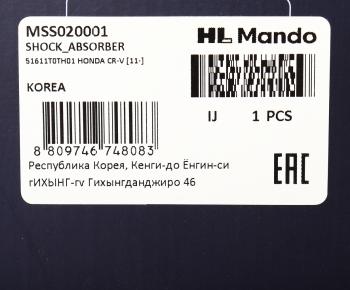 MSS020001
HL Mando
SHOCK_ABSORBER
51611T0TH01 HONDA CR-V [11-]
KOREA
IJ 1 PCS
8 809746 748083
Республика Корея, Кенги-до Ёнгин-си
гИХЫНГ-гv Гихынгданджиро 46
EAC